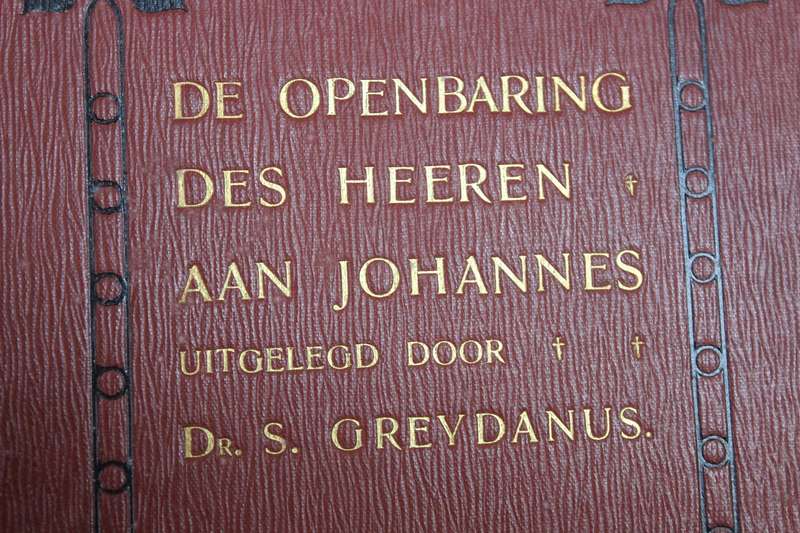 DE OPENBARING
DES HEEREN †
AAN JOHANNES
UITGELEGD DOOR † †
DR. S. GREYDANUS.